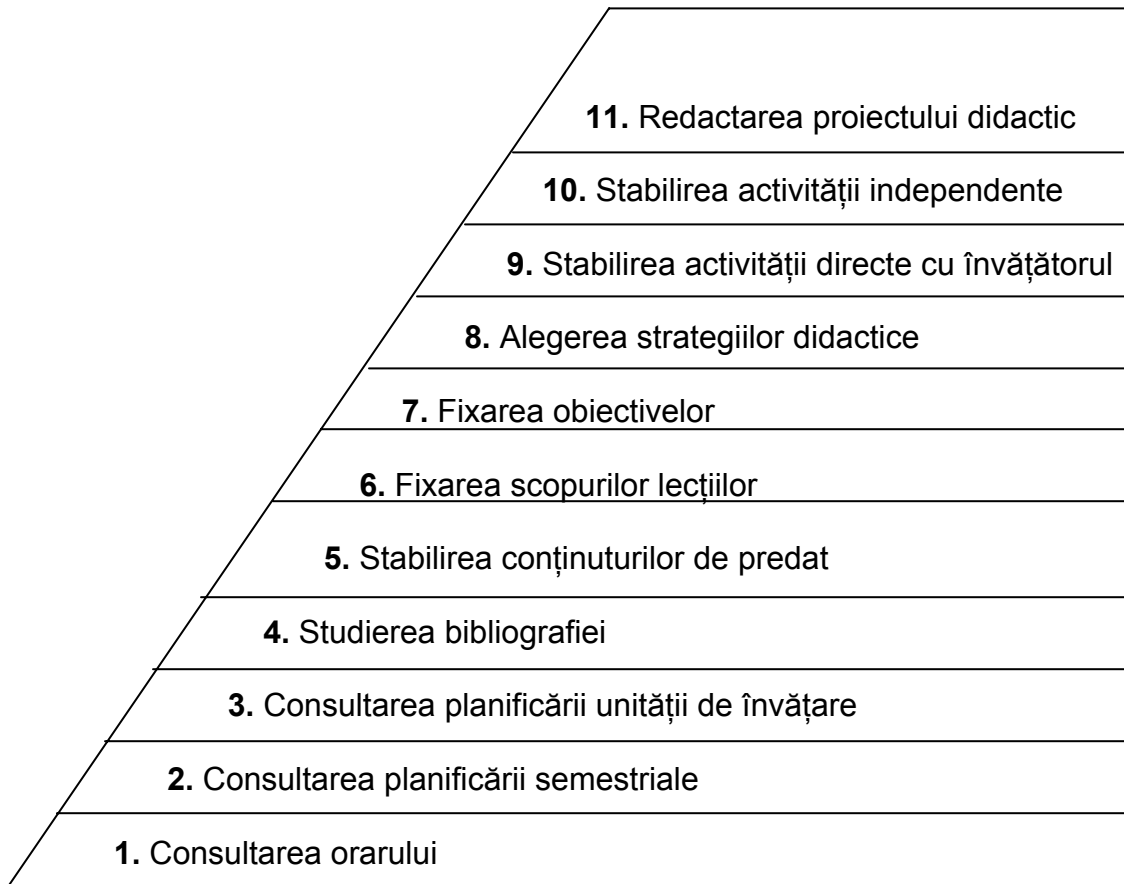 11. Redactarea proiectului didactic
10. Stabilirea activității independente
9. Stabilirea activității directe cu învățătorul
8. Alegerea strategiilor didactice
7. Fixarea obiectivelor
6. Fixarea scopurilor lecțiilor
5. Stabilirea conținuturilor de predat
4. Studierea bibliografiei
3. Consultarea planificării unității de învățare
2. Consultarea planificării semestriale
1. Consultarea orarului